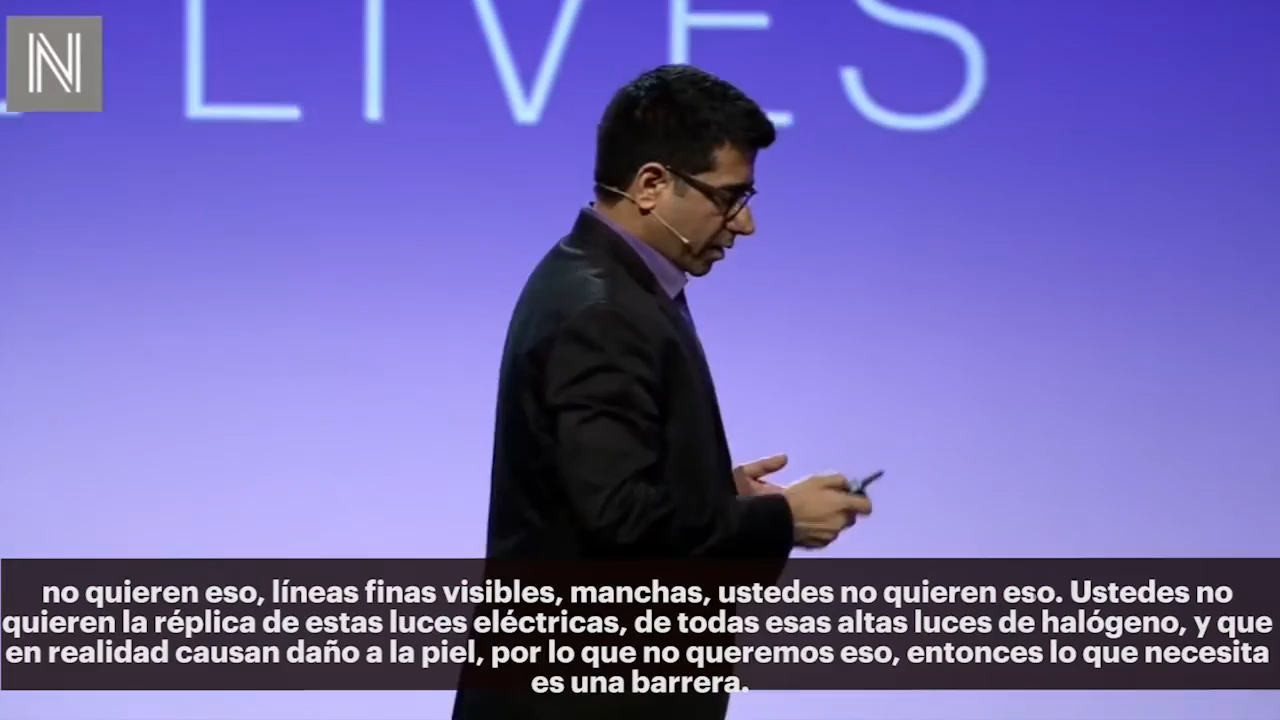 N
LIVES
no quieren eso, líneas finas visibles, manchas, ustedes no quieren eso. Ustedes no
quieren la réplica de estas luces eléctricas, de todas esas altas luces de halógeno, y que
en realidad causan daño a la piel, por lo que no queremos eso, entonces lo que necesita
es una barrera.